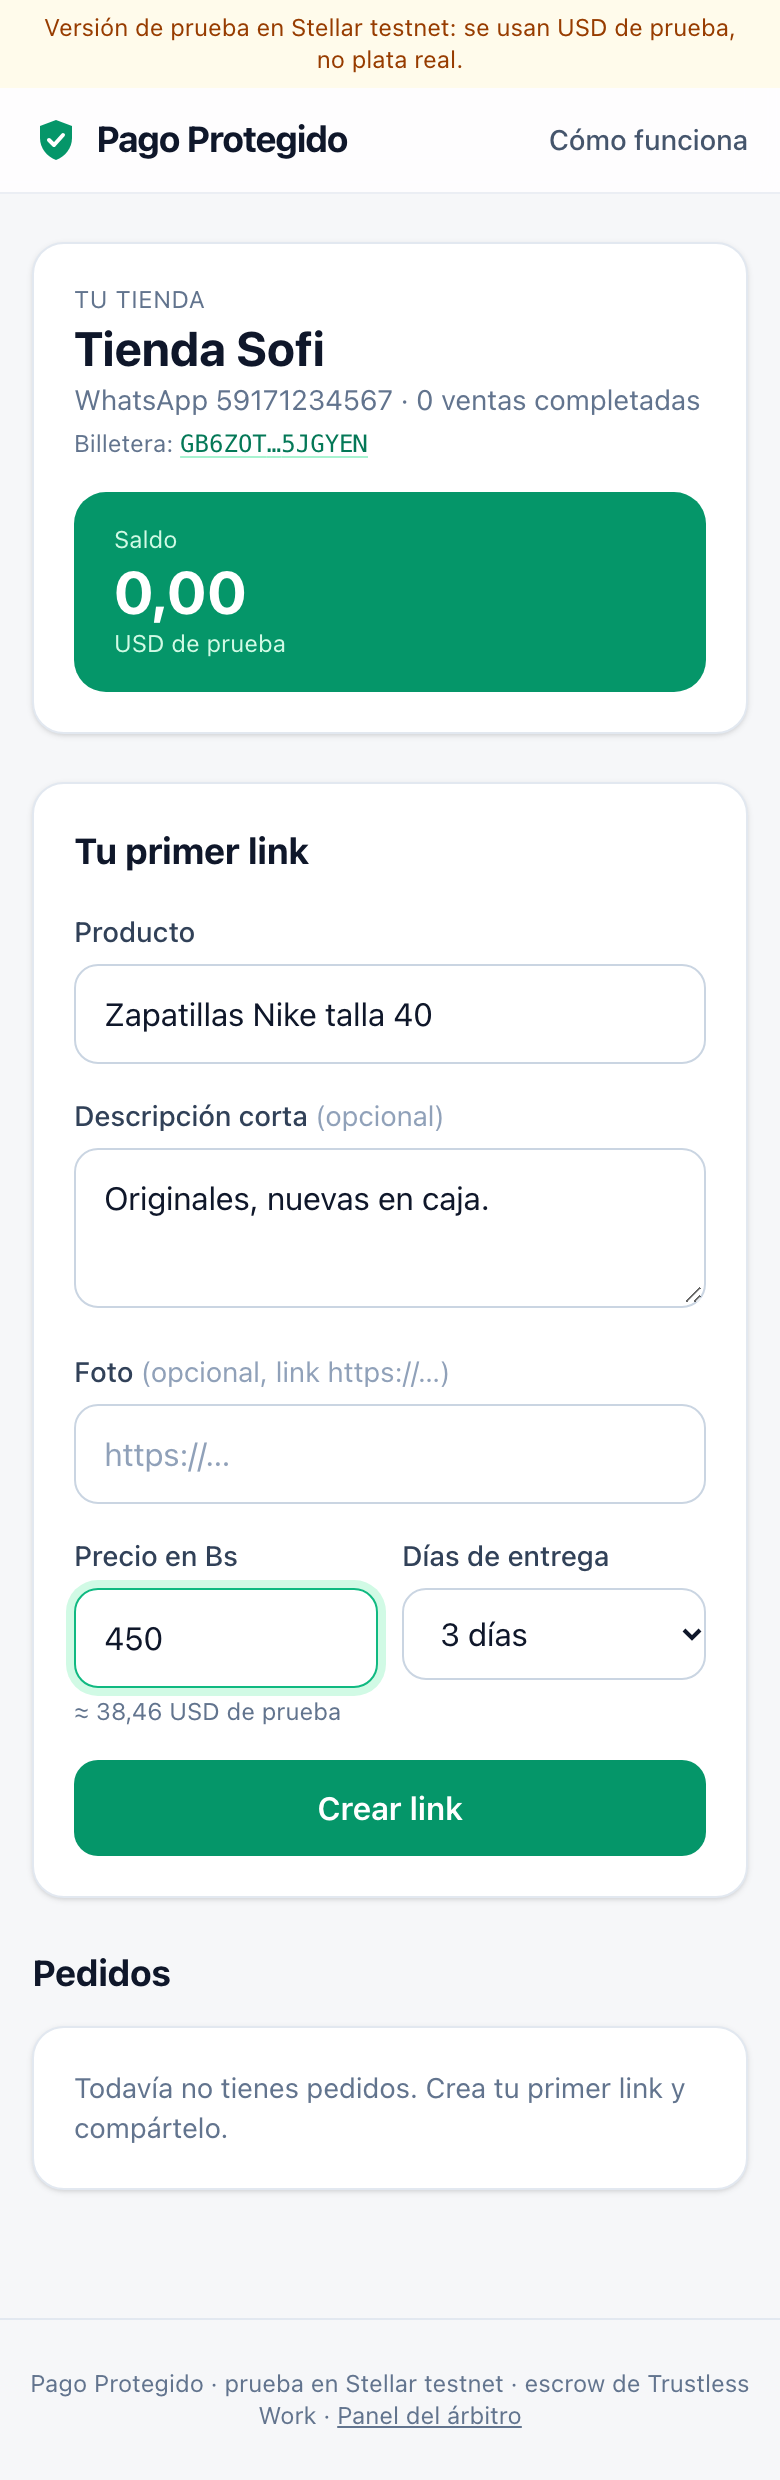 Versión de prueba en Stellar testnet: se usan USD de prueba,
no plata real.
Pago Protegido
Cómo funciona
TU TIENDA
Tienda Sofi
WhatsApp 59171234567 · 0 ventas completadas
Billetera: GB6ZOT…5JGYEN
Saldo
0,00
USD de prueba
Tu primer link
Producto
Zapatillas Nike talla 40
Descripción corta (opcional)
Originales, nuevas en caja.
Foto (opcional, link https://…)
https://…
Precio en Bs
Días de entrega
450
3 días
≈ 38,46 USD de prueba
Crear link
Pedidos
Todavía no tienes pedidos. Crea tu primer link y
compártelo.
Pago Protegido · prueba en Stellar testnet · escrow de Trustless
Work · Panel del árbitro